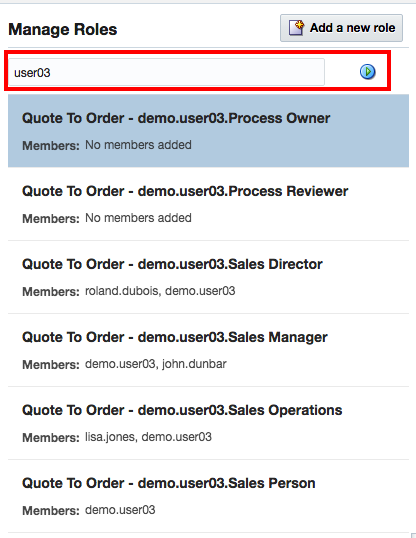 Manage Roles
Add a new role
user03
Quote To Order - demo.user03.Process Owner
Members: No members added
Quote To Order - demo.user03.Process Reviewer
Members: No members added
Quote To Order - demo.user03.Sales Director
Members: roland.dubois, demo.user03
Quote To Order - demo.user03.Sales Manager
Members: demo.user03, john.dunbar
Quote To Order - demo.user03.Sales Operations
Members: lisa.jones, demo.user03
Quote To Order - demo.user03.Sales Person
Members: demo.user03